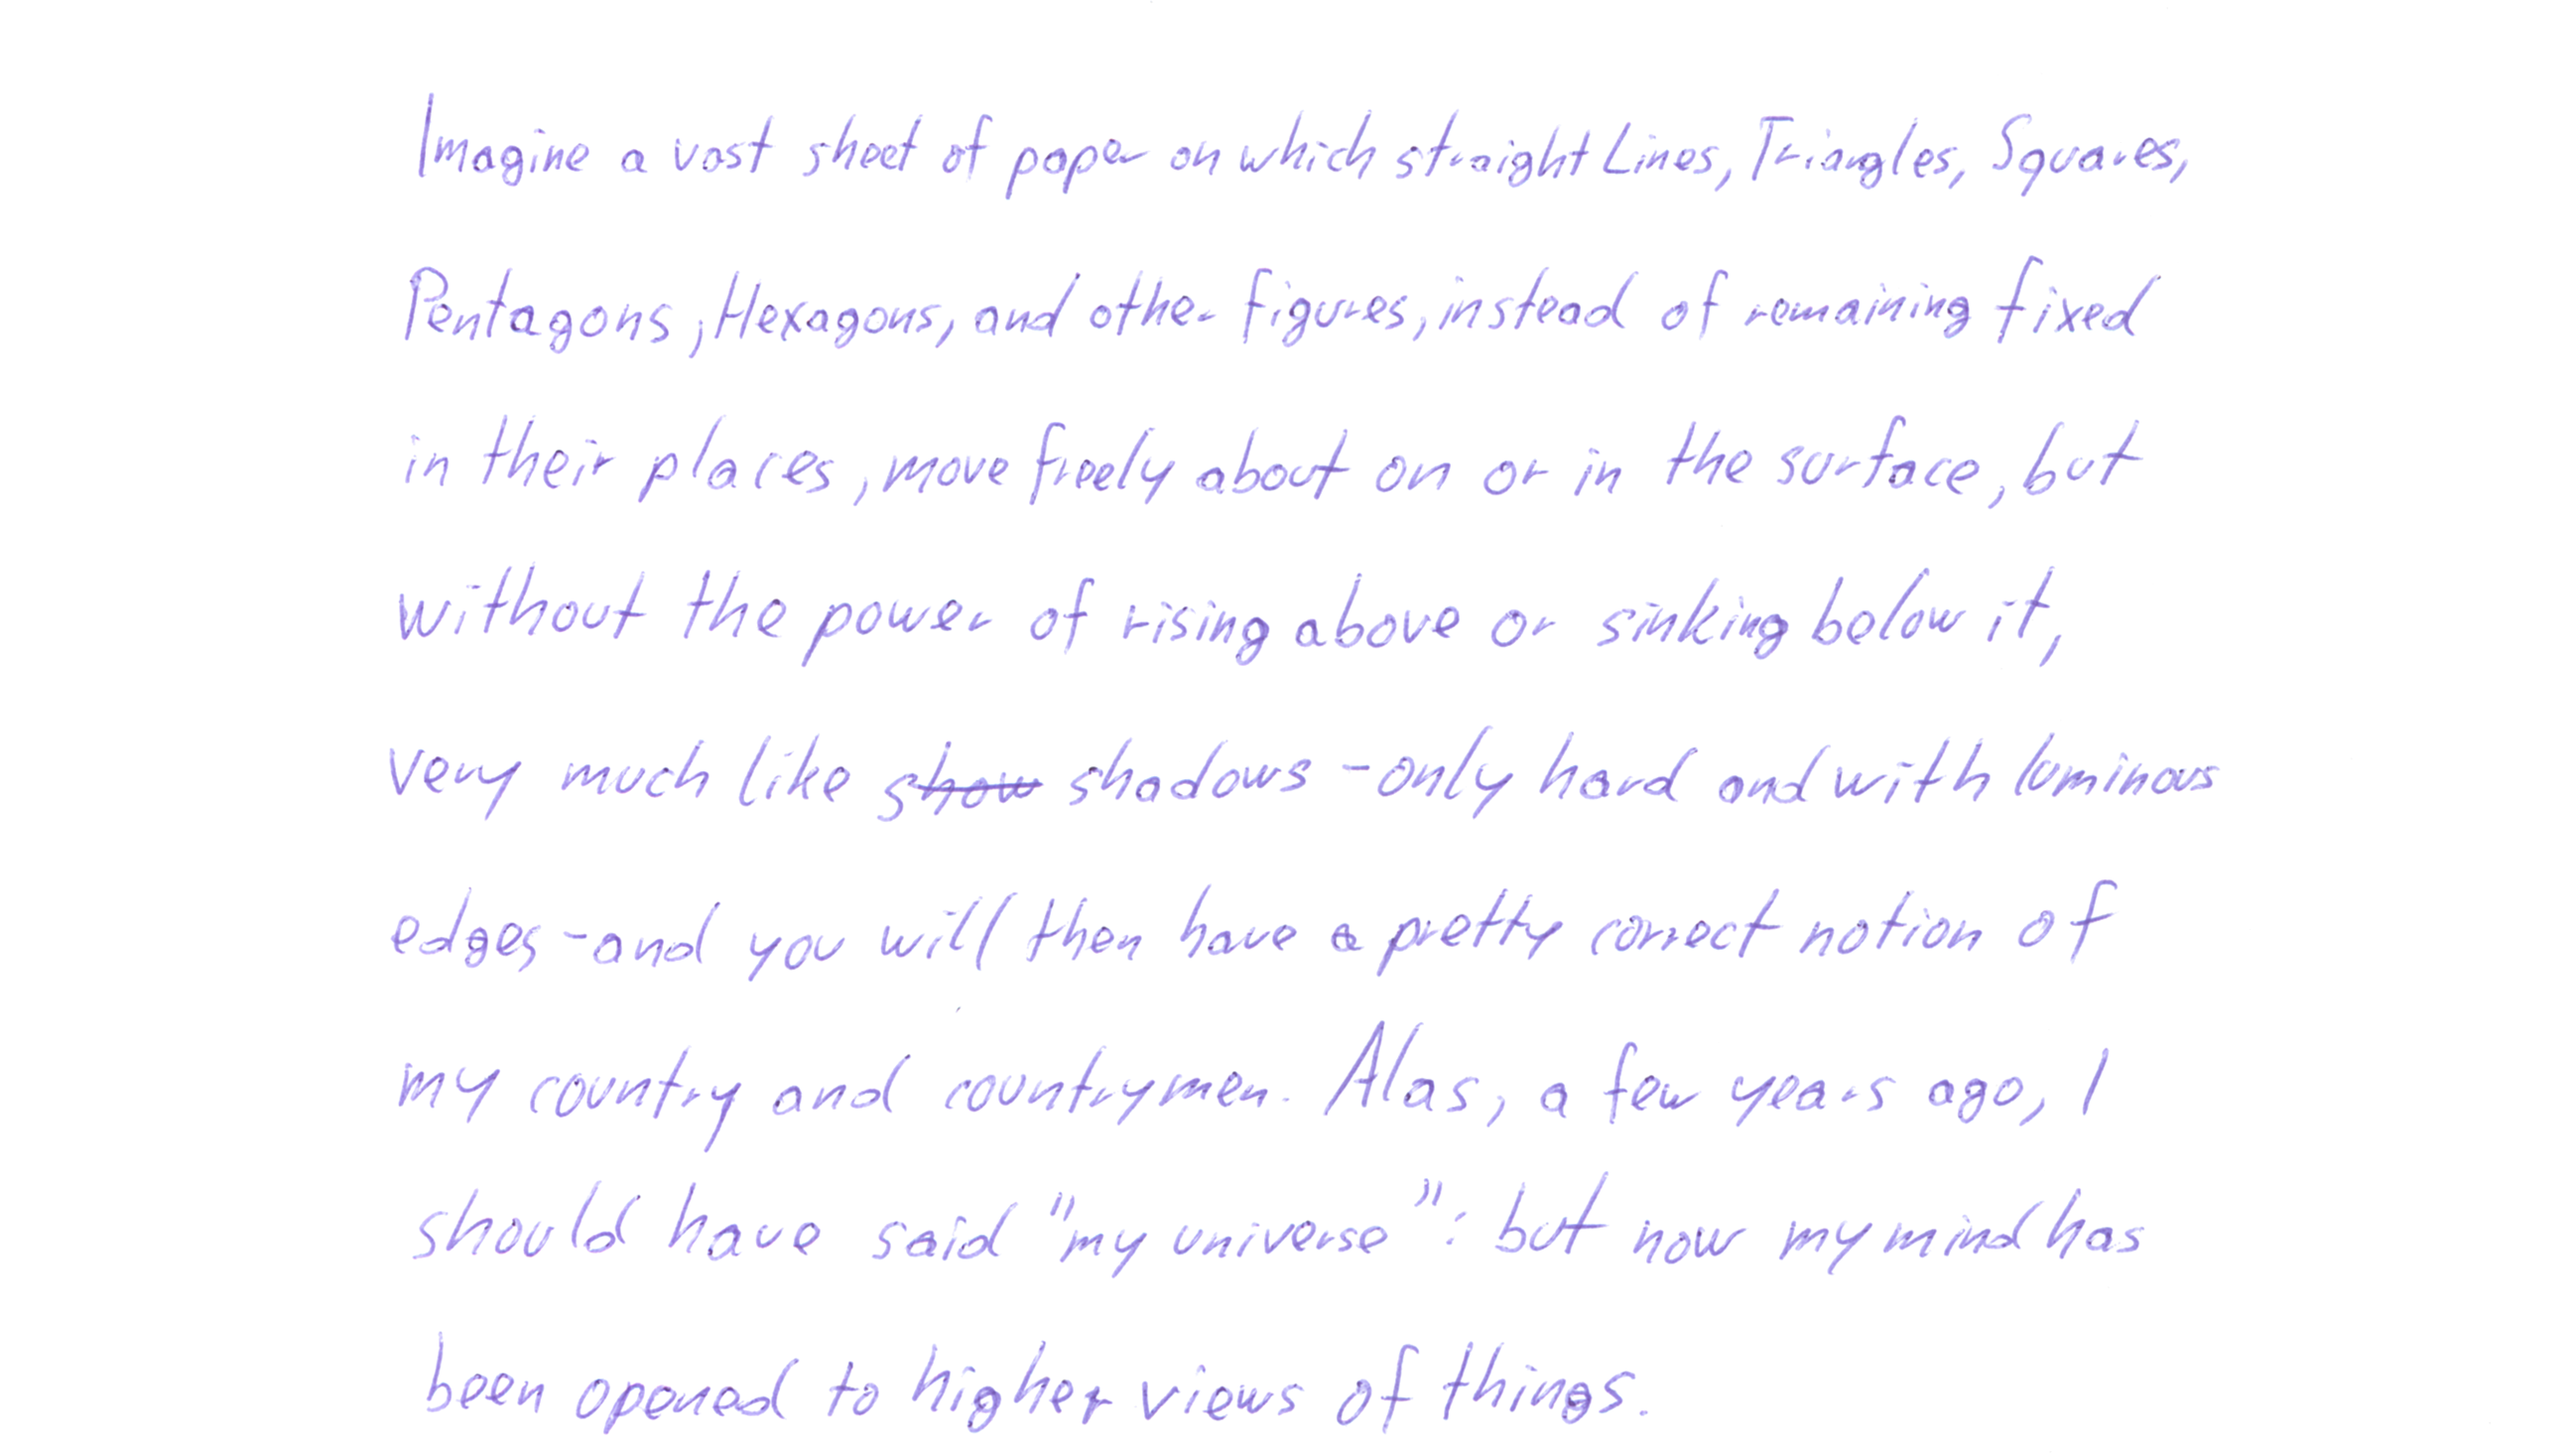 Imagine a vast sheet of paper on which straight Lines, Triangles, Squares,
Pentagons, Hexagons, and other figures, instead of remaining fixed
in their places, move freely about on or in the surface, but
without the power of rising above or sinking below it,
very much like show shadows - only hard and with luminous
edges - and you will then have a pretty correct notion of
my country and countrymen. Alas, a few years ago, I
should have said "my universe": but now my mind has
been opened to higher views of things.